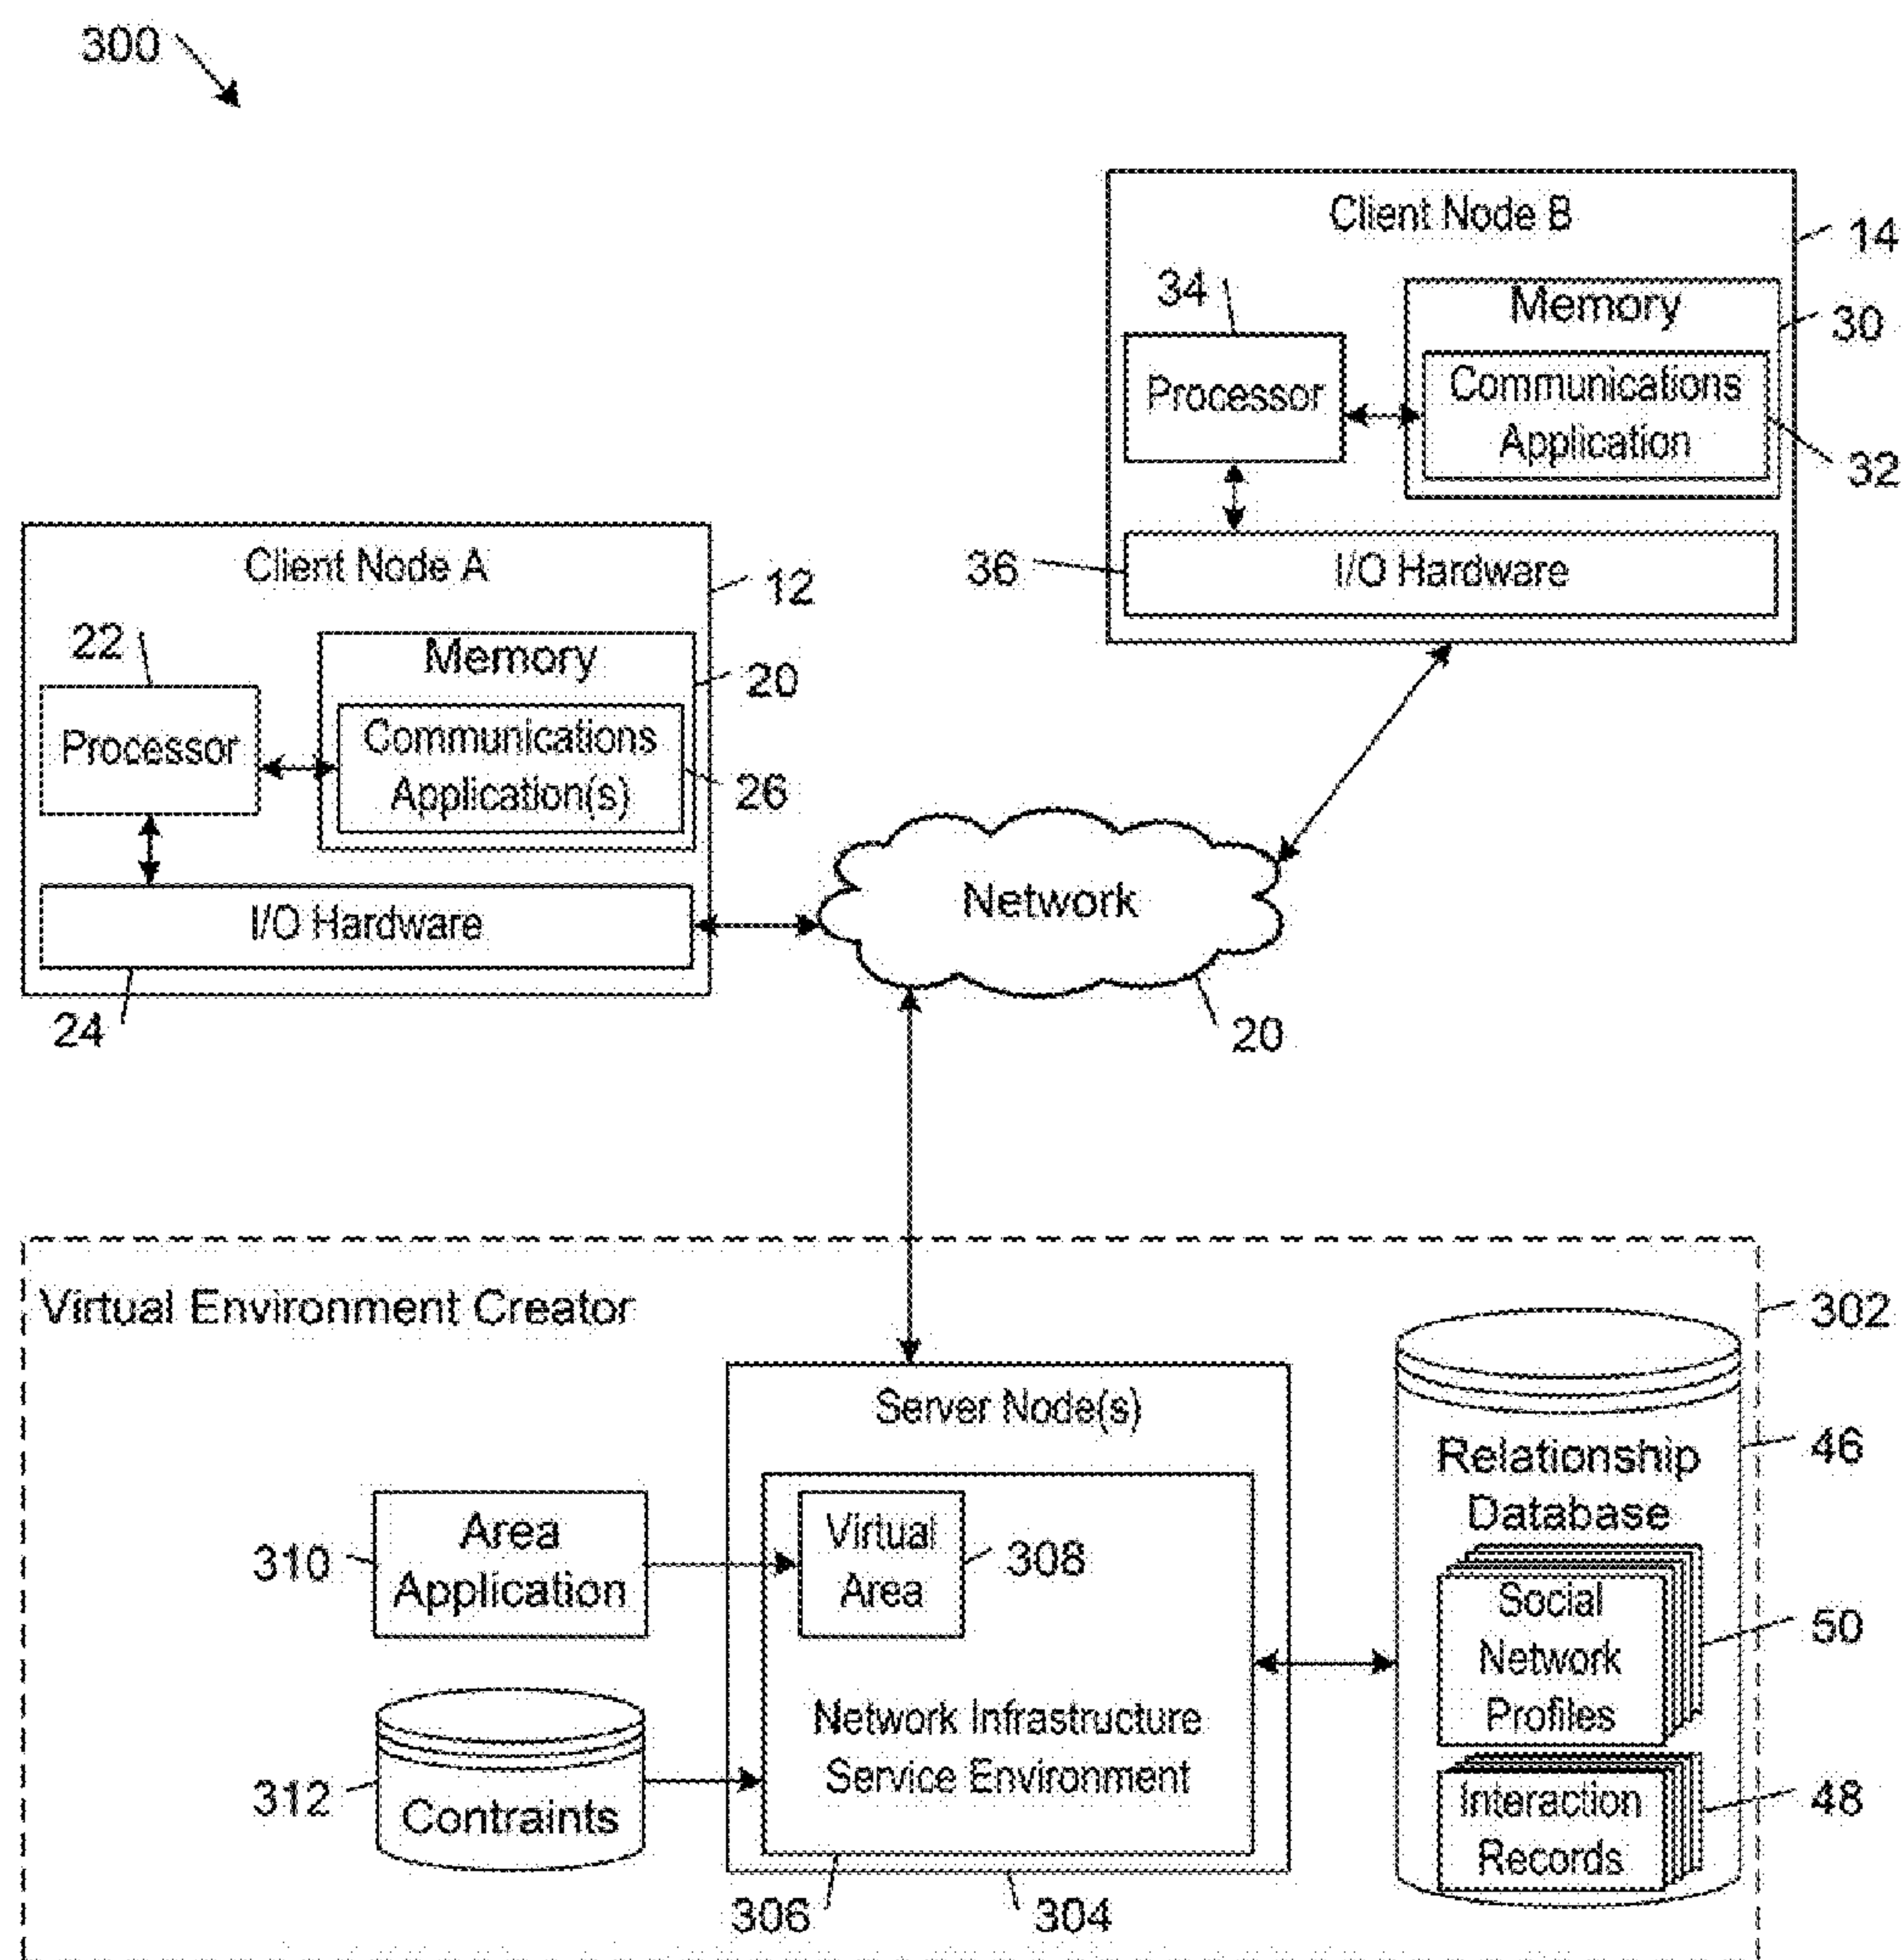 300
Client Node B
14
34
Memory
30
Processor
Communications
Application
32
36
I/O Hardware
Client Node A
12
22
Memory
20
Processor
Communications
Application(s)
26
I/O Hardware
24
Network
20
Virtual Environment Creator
302
Server Node(s)
Relationship
Database
46
310
Area
Application
Virtual
Area
308
Social
Network
Profiles
50
Network Infrastructure
Service Environment
312
Contraints
Interaction
Records
48
306
304